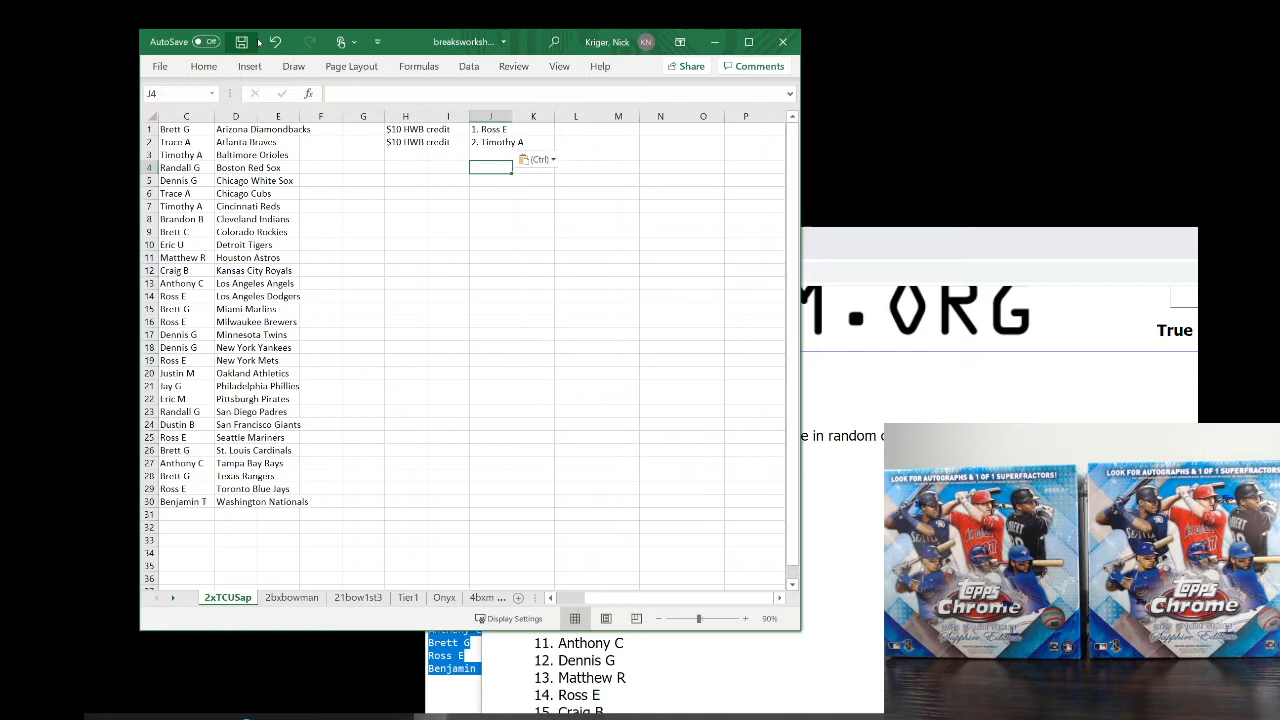 AutoSave Off breaksworksh... Kriger, Nick KN
File Home Insert Draw Page Layout Formulas Data Review View Help Share Comments
J4 fx
C D E F G H I J K L M N O P
1 Brett G Arizona Diamondbacks $10 HWB credit 1. Ross E
2 Trace A Atlanta Braves $10 HWB credit 2. Timothy A
3 Timothy A Baltimore Orioles (Ctrl)
4 Randall G Boston Red Sox
5 Dennis G Chicago White Sox
6 Trace A Chicago Cubs
7 Timothy A Cincinnati Reds
8 Brandon B Cleveland Indians
9 Brett C Colorado Rockies
10 Eric U Detroit Tigers
11 Matthew R Houston Astros
12 Craig B Kansas City Royals
13 Anthony C Los Angeles Angels
14 Ross E Los Angeles Dodgers
15 Brett G Miami Marlins
16 Ross E Milwaukee Brewers
17 Dennis G Minnesota Twins
18 Dennis G New York Yankees
19 Ross E New York Mets
20 Justin M Oakland Athletics
21 Jay G Philadelphia Phillies
22 Eric M Pittsburgh Pirates
23 Randall G San Diego Padres
24 Dustin B San Francisco Giants
25 Ross E Seattle Mariners
26 Brett G St. Louis Cardinals
27 Anthony C Tampa Bay Rays
28 Brett G Texas Rangers
29 Ross E Toronto Blue Jays
30 Benjamin T Washington Nationals
31
32
33
34
35
36
2xTCUSap 2bxbowman 21bow1st3 Tier1 Onyx 4bxm ...
Display Settings 90%
M.ORG
True
e in random
Brett G
Ross E
Benjamin
11. Anthony C
12. Dennis G
13. Matthew R
14. Ross E
15. Craig B
LOOK FOR AUTOGRAPHS & 1 OF 1 SUPERFRACTORS!
Topps
Chrome
LOOK FOR AUTOGRAPHS & 1 OF 1 SUPERFRACTORS!
Topps
Chrome